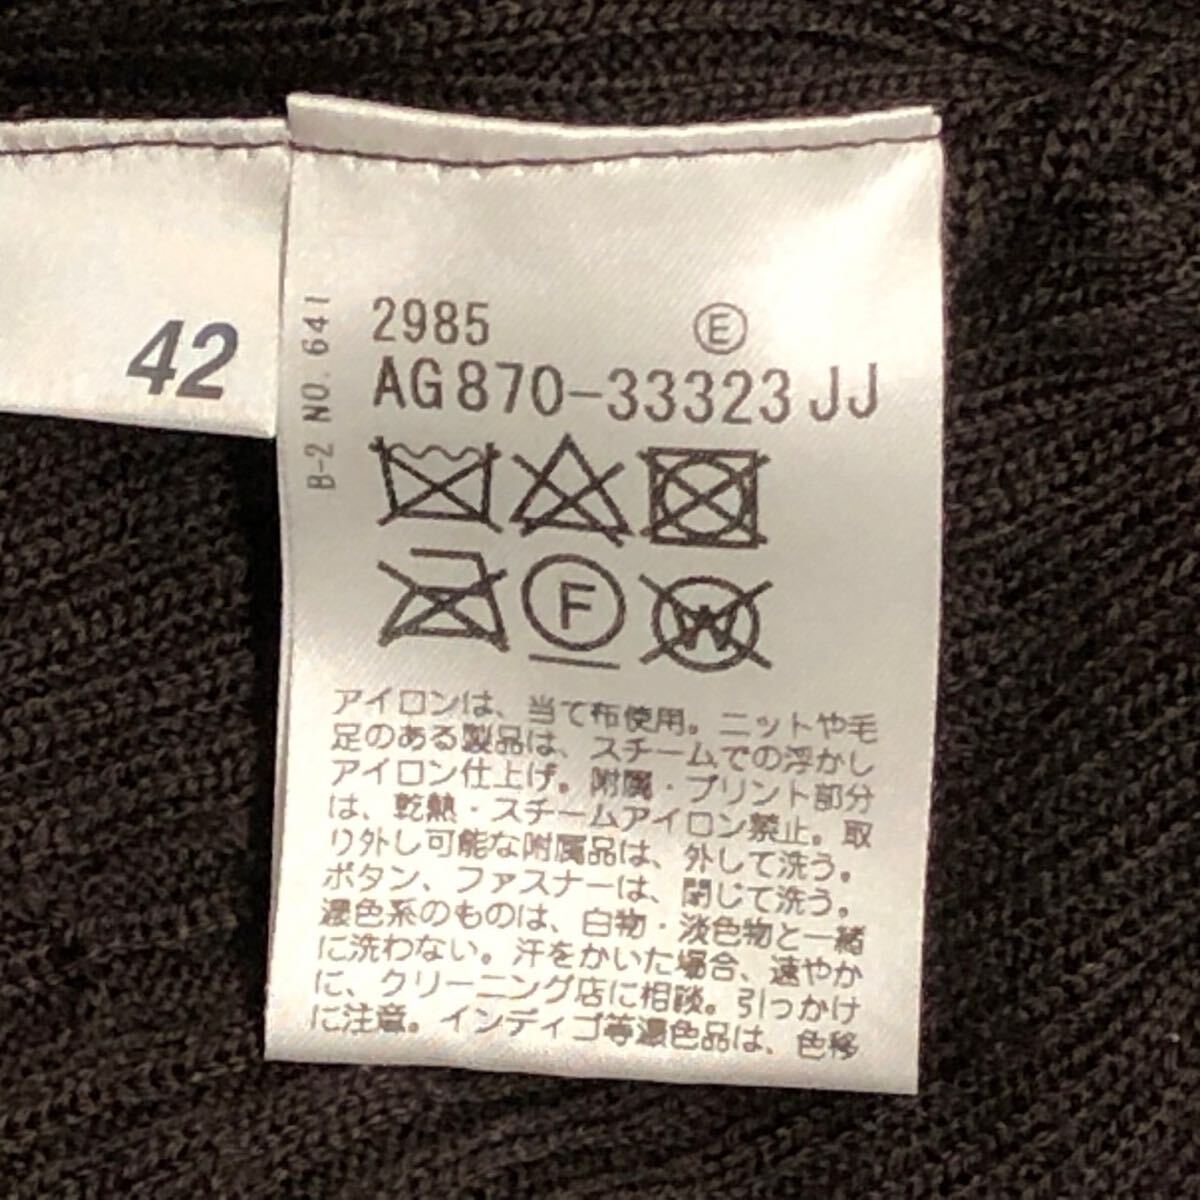 42
B-2 NO. 641
2985 Ⓔ
AG870-33323JJ
F
W
アイロンは、当て布使用。ニットや毛
足のある製品は、スチームでの浮かし
アイロン仕上げ。附属・プリント部分
は、乾熱・スチームアイロン禁止。取
り外し可能な附属品は、外して洗う。
ボタン、ファスナーは、閉じて洗う。
濃色系のものは、白物・淡色物と一緒
に洗わない。汗をかいた場合、速やか
に、クリーニング店に相談。引っかけ
に注意。インディゴ等濃色品は、色移